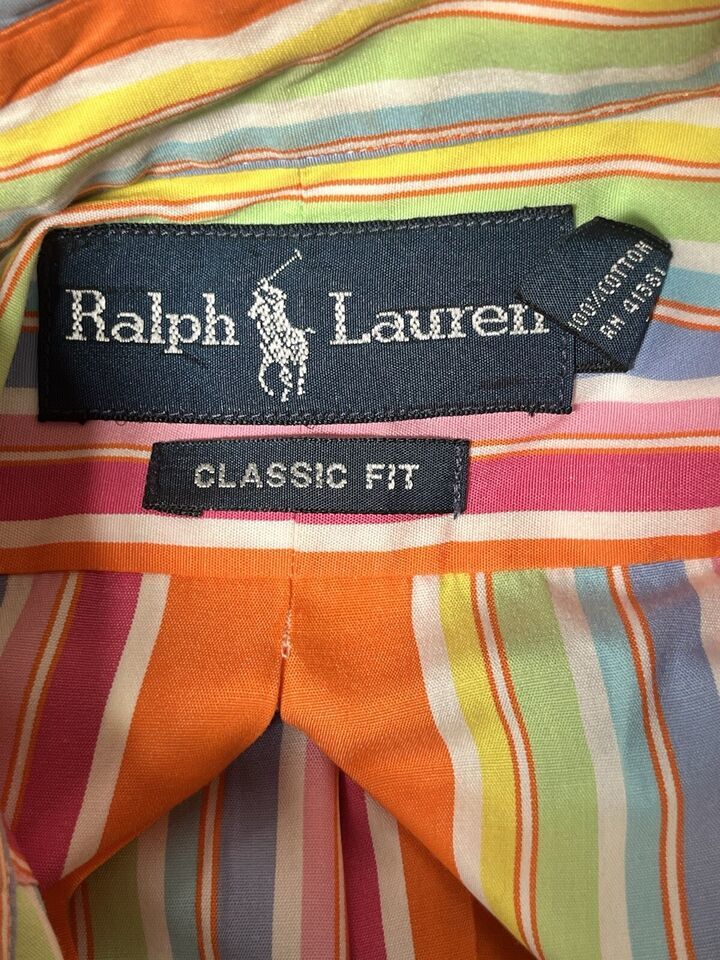 Ralph Lauren
100% COTTON
RN 41381
CLASSIC FIT